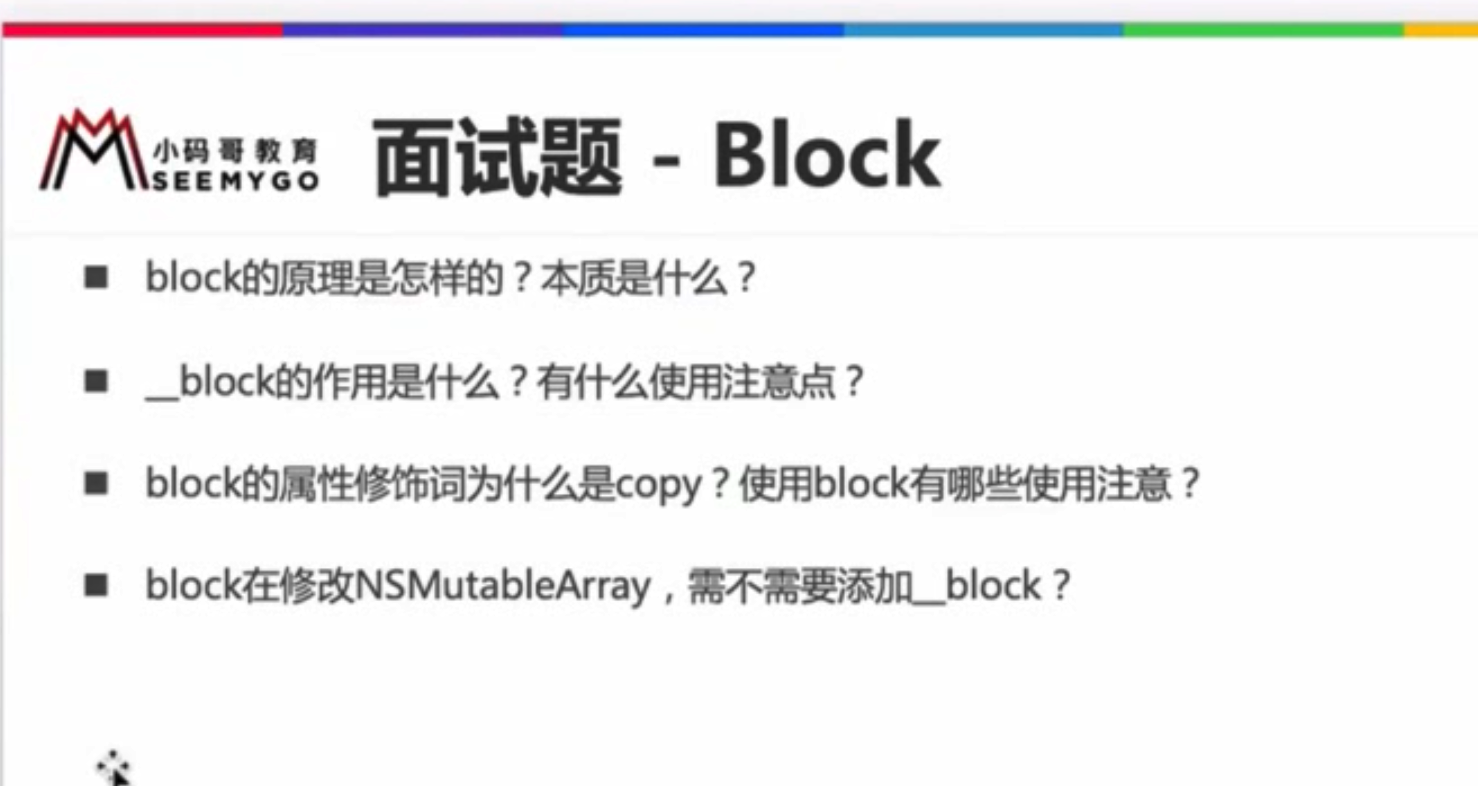 小码哥教育
SEEMYGO
面试题 - Block
block的原理是怎样的？本质是什么？
__block的作用是什么？有什么使用注意点？
block的属性修饰词为什么是copy？使用block有哪些使用注意？
block在修改NSMutableArray，需不需要添加__block？